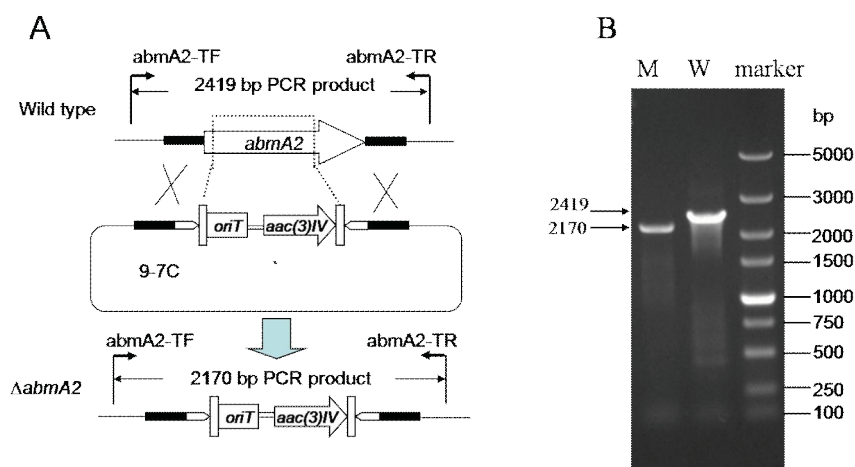 A
abmA2-TF
abmA2-TR
2419 bp PCR product
Wild type
abmA2
oriT
aac(3)IV
9-7C
abmA2-TF
abmA2-TR
2170 bp PCR product
ΔabmA2
oriT
aac(3)IV
B
M W marker
bp
5000
3000
2419
2170
2000
1500
1000
750
500
250
100